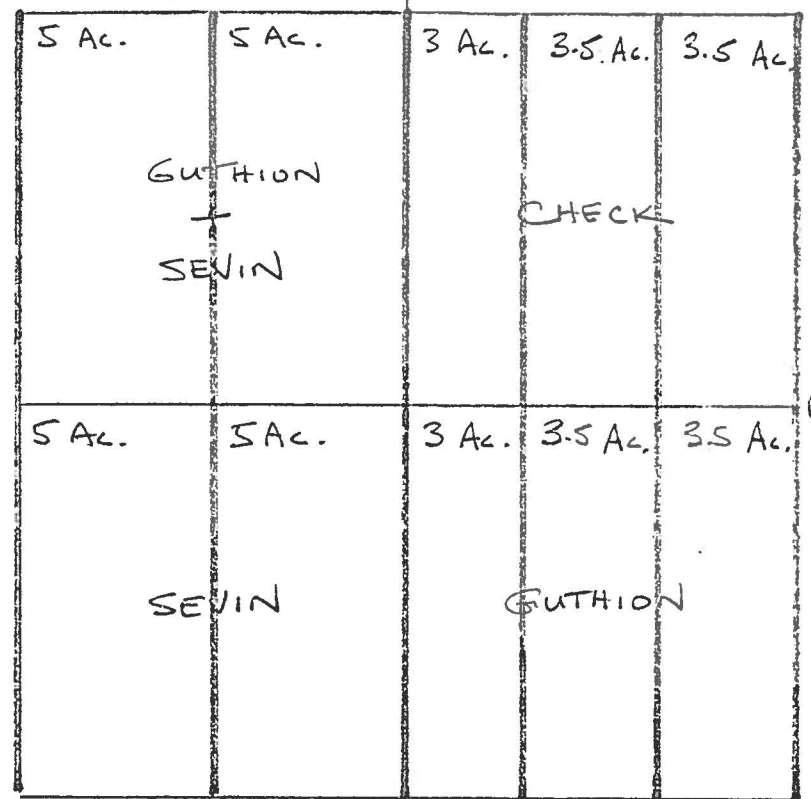 5 Ac. 5 Ac. 3 Ac. 3.5. Ac. 3.5 Ac.
GUTHION
+
SEVIN
CHECK
5 Ac. 5 Ac. 3 Ac. 3.5 Ac. 3.5 Ac.
SEVIN
GUTHION